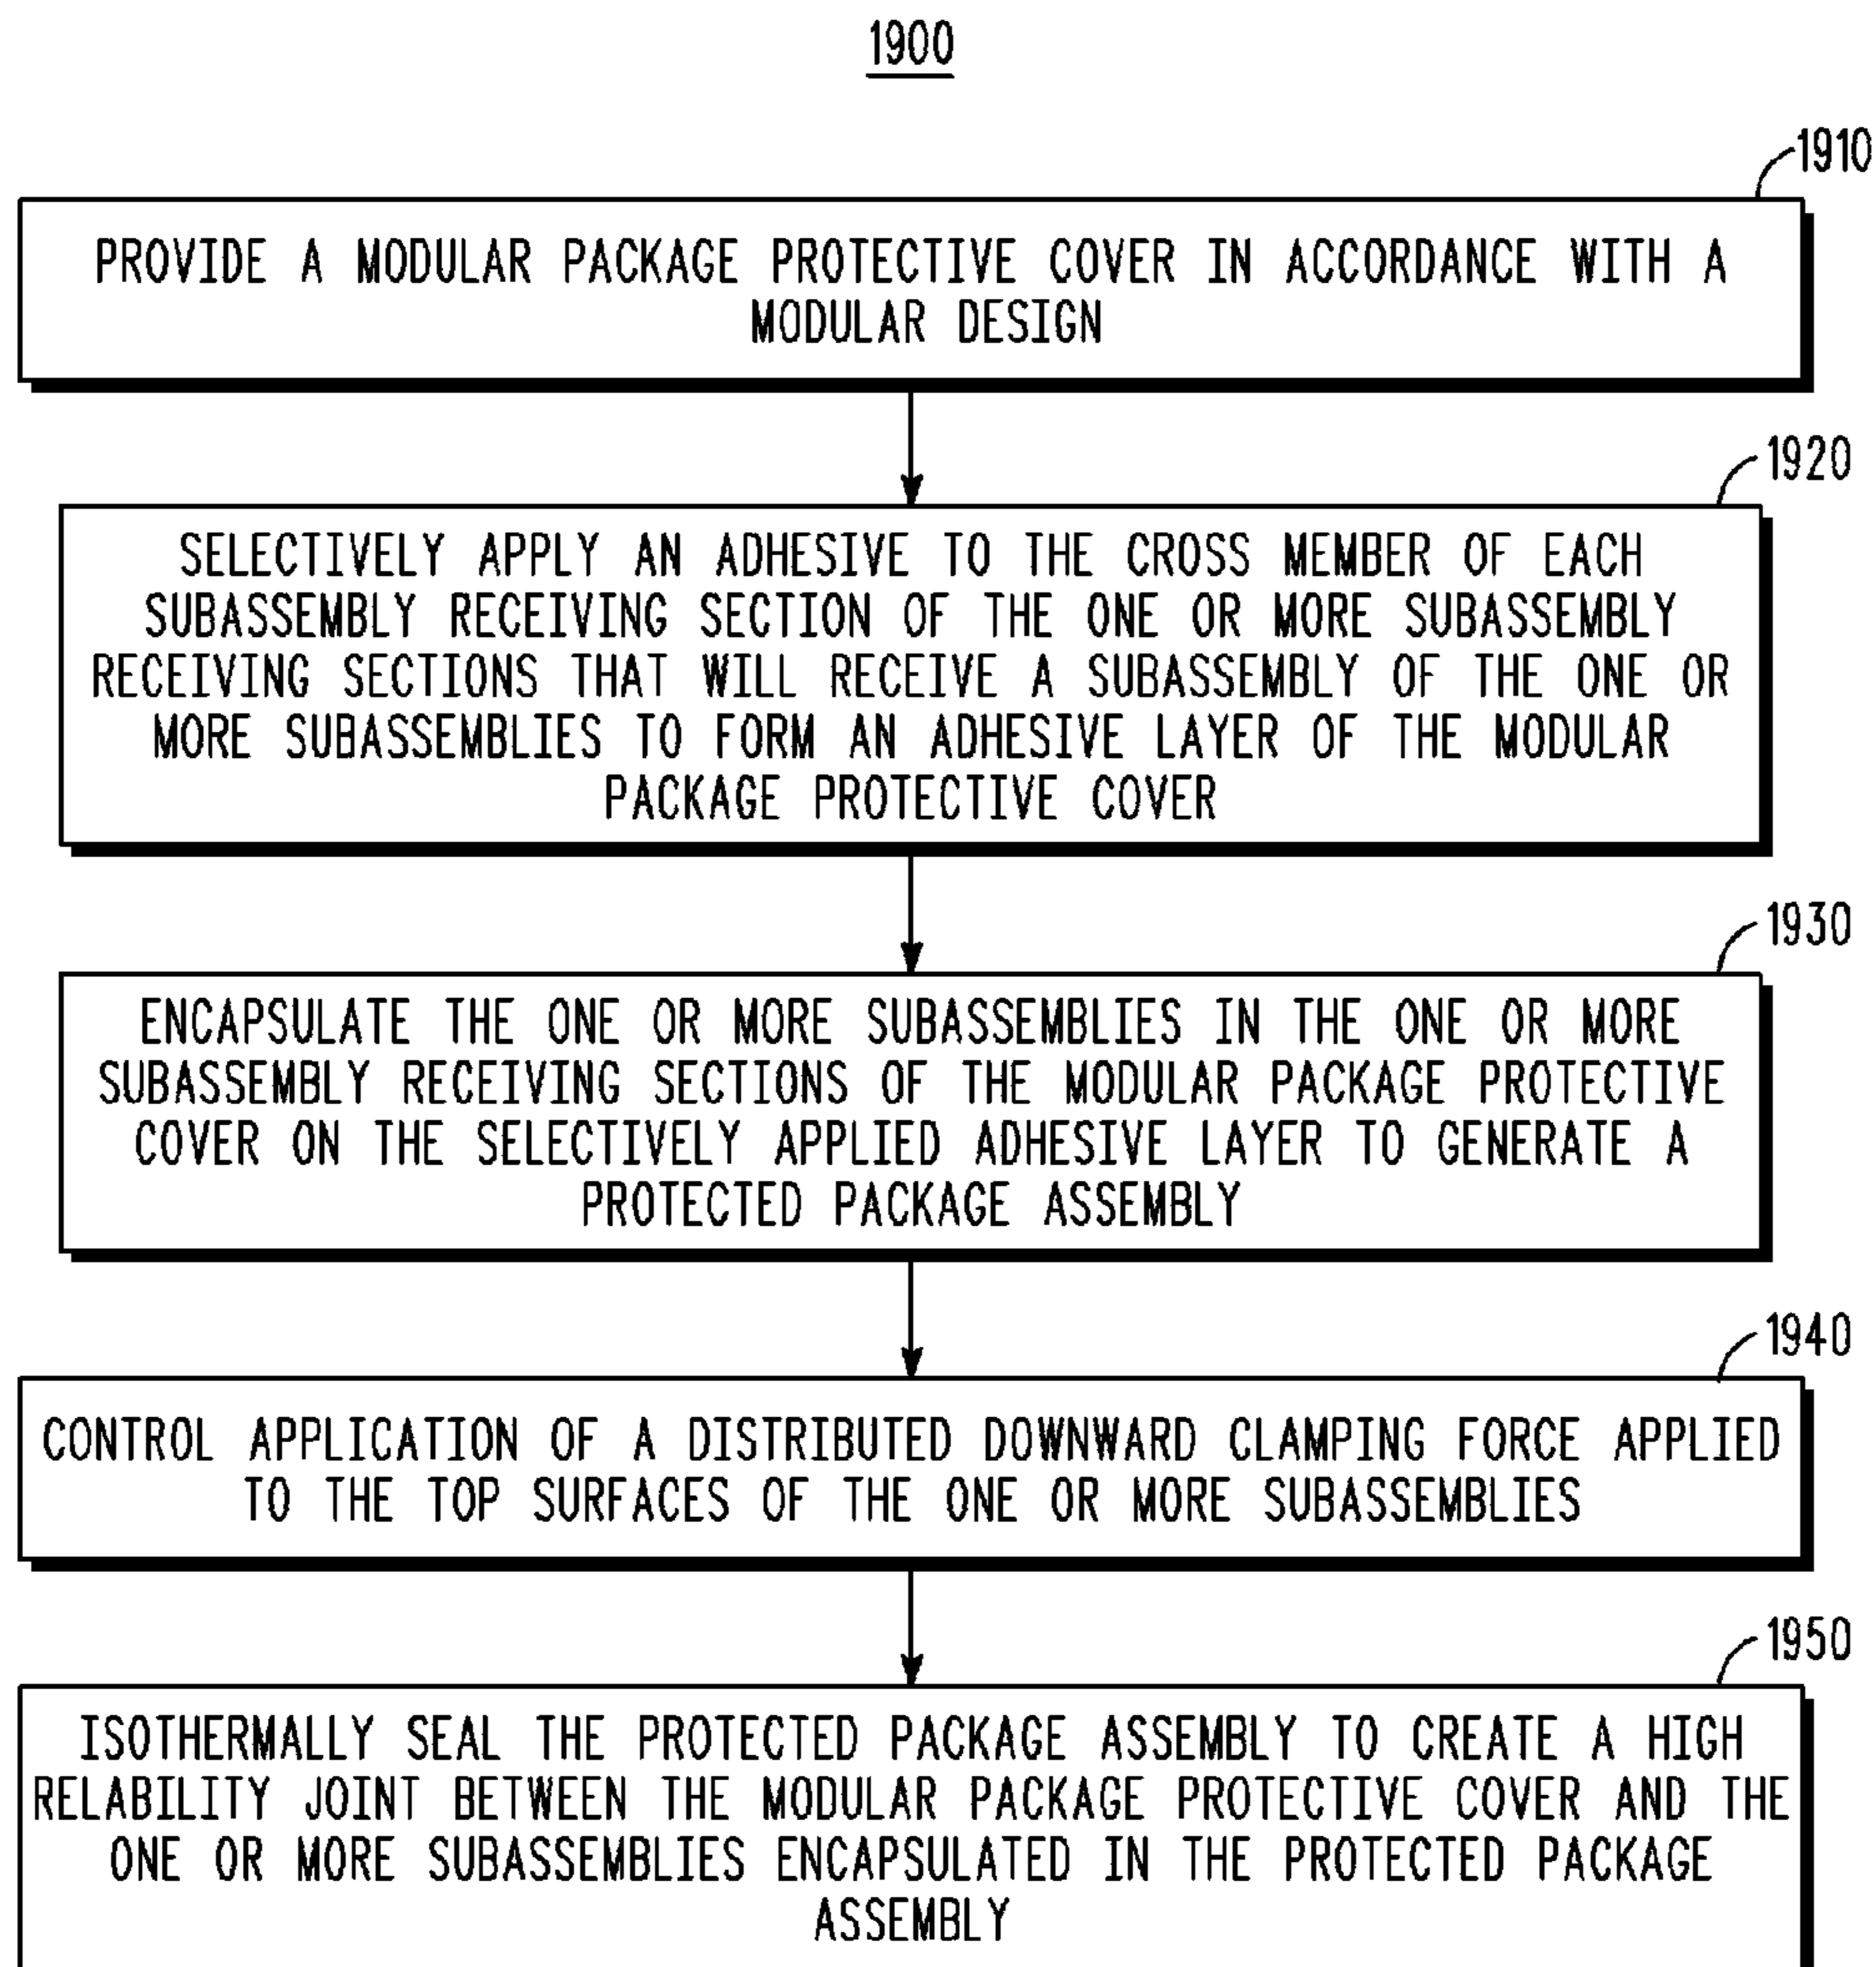 1900
1910
PROVIDE A MODULAR PACKAGE PROTECTIVE COVER IN ACCORDANCE WITH A
MODULAR DESIGN
1920
SELECTIVELY APPLY AN ADHESIVE TO THE CROSS MEMBER OF EACH
SUBASSEMBLY RECEIVING SECTION OF THE ONE OR MORE SUBASSEMBLY
RECEIVING SECTIONS THAT WILL RECEIVE A SUBASSEMBLY OF THE ONE OR
MORE SUBASSEMBLIES TO FORM AN ADHESIVE LAYER OF THE MODULAR
PACKAGE PROTECTIVE COVER
1930
ENCAPSULATE THE ONE OR MORE SUBASSEMBLIES IN THE ONE OR MORE
SUBASSEMBLY RECEIVING SECTIONS OF THE MODULAR PACKAGE PROTECTIVE
COVER ON THE SELECTIVELY APPLIED ADHESIVE LAYER TO GENERATE A
PROTECTED PACKAGE ASSEMBLY
1940
CONTROL APPLICATION OF A DISTRIBUTED DOWNWARD CLAMPING FORCE APPLIED
TO THE TOP SURFACES OF THE ONE OR MORE SUBASSEMBLIES
1950
ISOTHERMALLY SEAL THE PROTECTED PACKAGE ASSEMBLY TO CREATE A HIGH
RELABILITY JOINT BETWEEN THE MODULAR PACKAGE PROTECTIVE COVER AND THE
ONE OR MORE SUBASSEMBLIES ENCAPSULATED IN THE PROTECTED PACKAGE
ASSEMBLY